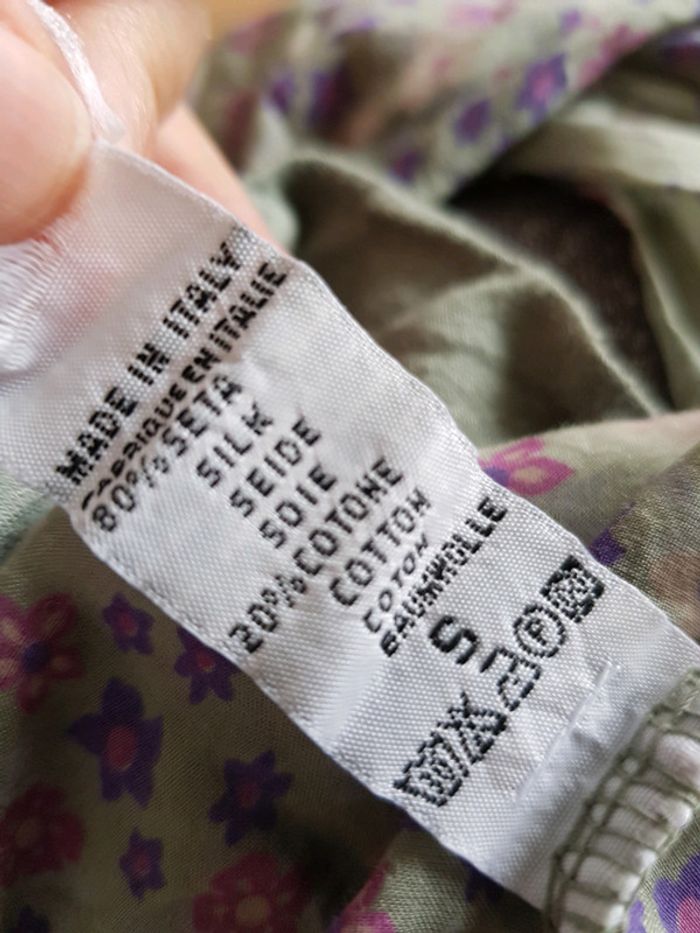 MADE IN ITALY
FABRIQUE EN ITALIE
80% SETA
SILK
SEIDE
SOIE
20% COTONE
COTTON
COTON
BAUMWOLLE
S
P